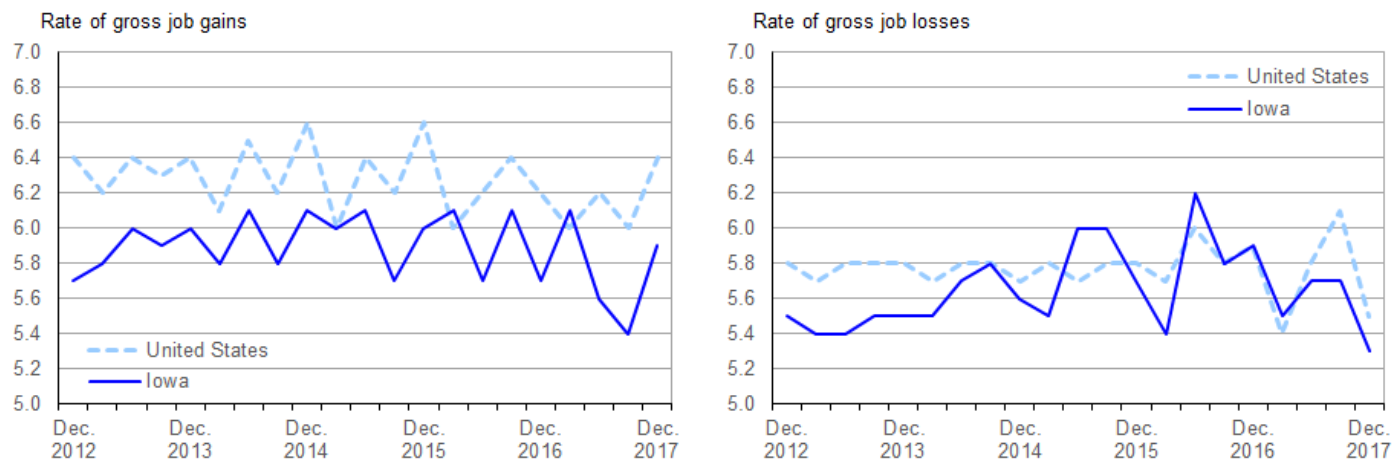 Rate of gross job gains
7.0
6.8
6.6
6.4
6.2
6.0
5.8
5.6
5.4
5.2
5.0
United States
Iowa
Dec. Dec. Dec. Dec. Dec. Dec.
2012 2013 2014 2015 2016 2017
Rate of gross job losses
7.0
6.8
6.6
6.4
6.2
6.0
5.8
5.6
5.4
5.2
5.0
United States
Iowa
Dec. Dec. Dec. Dec. Dec. Dec.
2012 2013 2014 2015 2016 2017